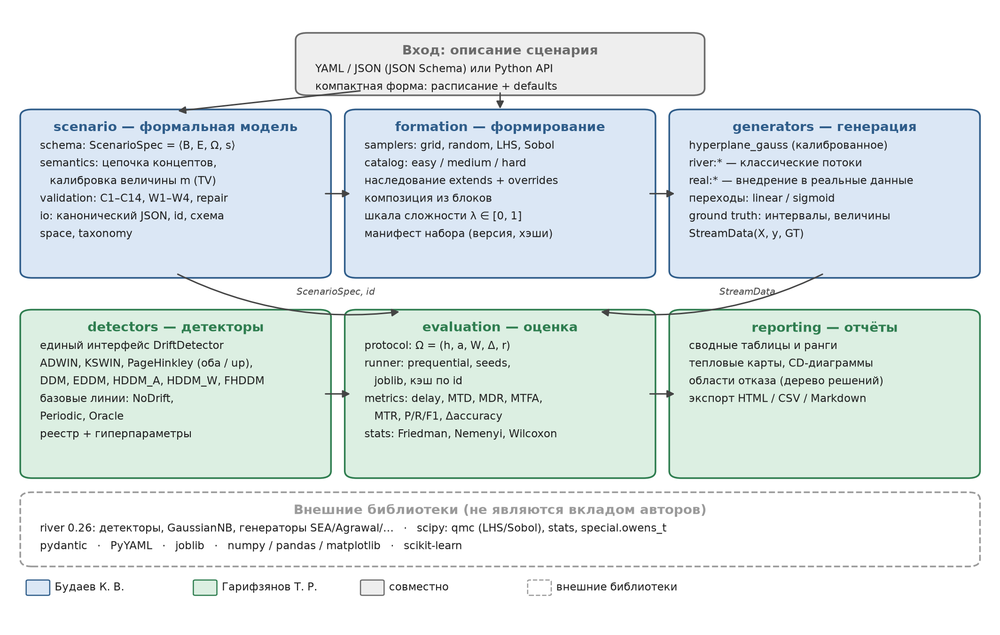 Вход: описание сценария
YAML / JSON (JSON Schema) или Python API
компактная форма: расписание + defaults
scenario — формальная модель
schema: ScenarioSpec = ⟨B, E, Ω, s⟩
semantics: цепочка концептов,
калибровка величины m (TV)
validation: C1–C14, W1–W4, repair
io: канонический JSON, id, схема
space, taxonomy
formation — формирование
samplers: grid, random, LHS, Sobol
catalog: easy / medium / hard
наследование extends + overrides
композиция из блоков
шкала сложности λ ∈ [0, 1]
манифест набора (версия, хэши)
generators — генерация
hyperplane_gauss (калиброванное)
river:* — классические потоки
real:* — внедрение в реальные данные
переходы: linear / sigmoid
ground truth: интервалы, величины
StreamData(X, y, GT)
ScenarioSpec, id
StreamData
detectors — детекторы
единый интерфейс DriftDetector
ADWIN, KSWIN, PageHinkley (оба / up),
DDM, EDDM, HDDM_A, HDDM_W, FHDDM
базовые линии: NoDrift,
Periodic, Oracle
реестр + гиперпараметры
evaluation — оценка
protocol: Ω = (h, a, W, Δ, r)
runner: prequential, seeds,
joblib, кэш по id
metrics: delay, MTD, MDR, MTFA,
MTR, P/R/F1, Δaccuracy
stats: Friedman, Nemenyi, Wilcoxon
reporting — отчёты
сводные таблицы и ранги
тепловые карты, CD-диаграммы
области отказа (дерево решений)
экспорт HTML / CSV / Markdown
Внешние библиотеки (не являются вкладом авторов)
river 0.26: детекторы, GaussianNB, генераторы SEA/Agrawal/… · scipy: qmc (LHS/Sobol), stats, special.owens_t
pydantic · PyYAML · joblib · numpy / pandas / matplotlib · scikit-learn
Будаев К. В.
Гарифзянов Т. Р.
совместно
внешние библиотеки